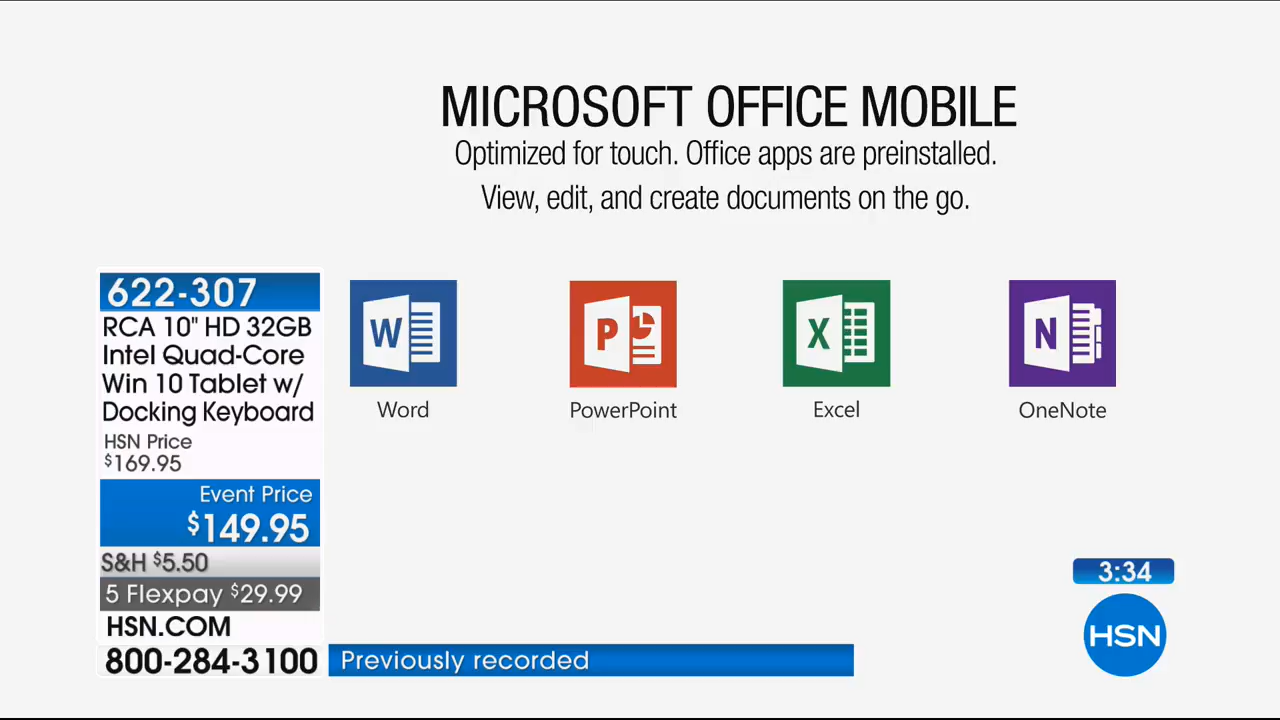 MICROSOFT OFFICE MOBILE
Optimized for touch. Office apps are preinstalled.
View, edit, and create documents on the go.
W
P
X
N
Word
PowerPoint
Excel
OneNote
622-307
RCA 10" HD 32GB
Intel Quad-Core
Win 10 Tablet w/
Docking Keyboard
HSN Price
$169.95
Event Price
$149.95
S&H $5.50
5 Flexpay $29.99
HSN.COM
800-284-3100
Previously recorded
3:34
HSN